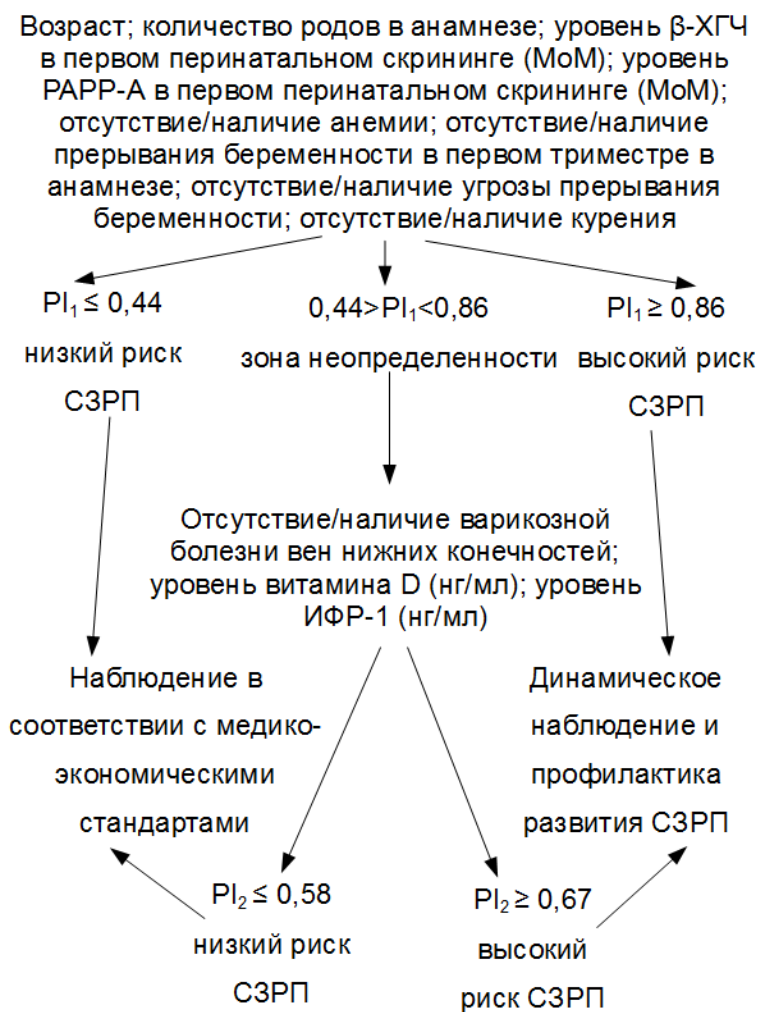 Возраст; количество родов в анамнезе; уровень β-ХГЧ
в первом перинатальном скрининге (МоМ); уровень
РАРР-А в первом перинатальном скрининге (МоМ);
отсутствие/наличие анемии; отсутствие/наличие
прерывания беременности в первом триместре в
анамнезе; отсутствие/наличие угрозы прерывания
беременности; отсутствие/наличие курения
PI₁ ≤ 0,44
низкий риск
СЗРП
0,44>PI₁<0,86
зона неопределенности
PI₁ ≥ 0,86
высокий риск
СЗРП
Отсутствие/наличие варикозной
болезни вен нижних конечностей;
уровень витамина D (нг/мл); уровень
ИФР-1 (нг/мл)
Наблюдение в
соответствии с медико-
экономическими
стандартами
Динамическое
наблюдение и
профилактика
развития СЗРП
PI₂ ≤ 0,58
низкий риск
СЗРП
PI₂ ≥ 0,67
высокий
риск СЗРП